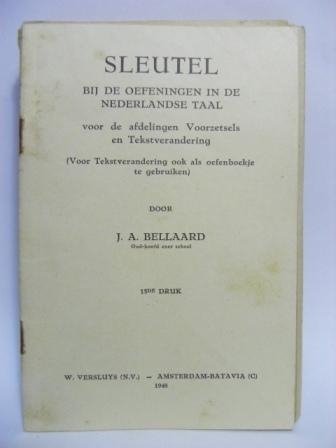 SLEUTEL
BIJ DE OEFENINGEN IN DE
NEDERLANDSE TAAL
voor de afdelingen Voorzetsels
en Tekstverandering
(Voor Tekstverandering ook als oefenboekje
te gebruiken)
DOOR
J. A. BELLAARD
Oud-hoofd ener school
15DE DRUK
W. VERSLUYS (N.V.) — AMSTERDAM-BATAVIA (C)
1948